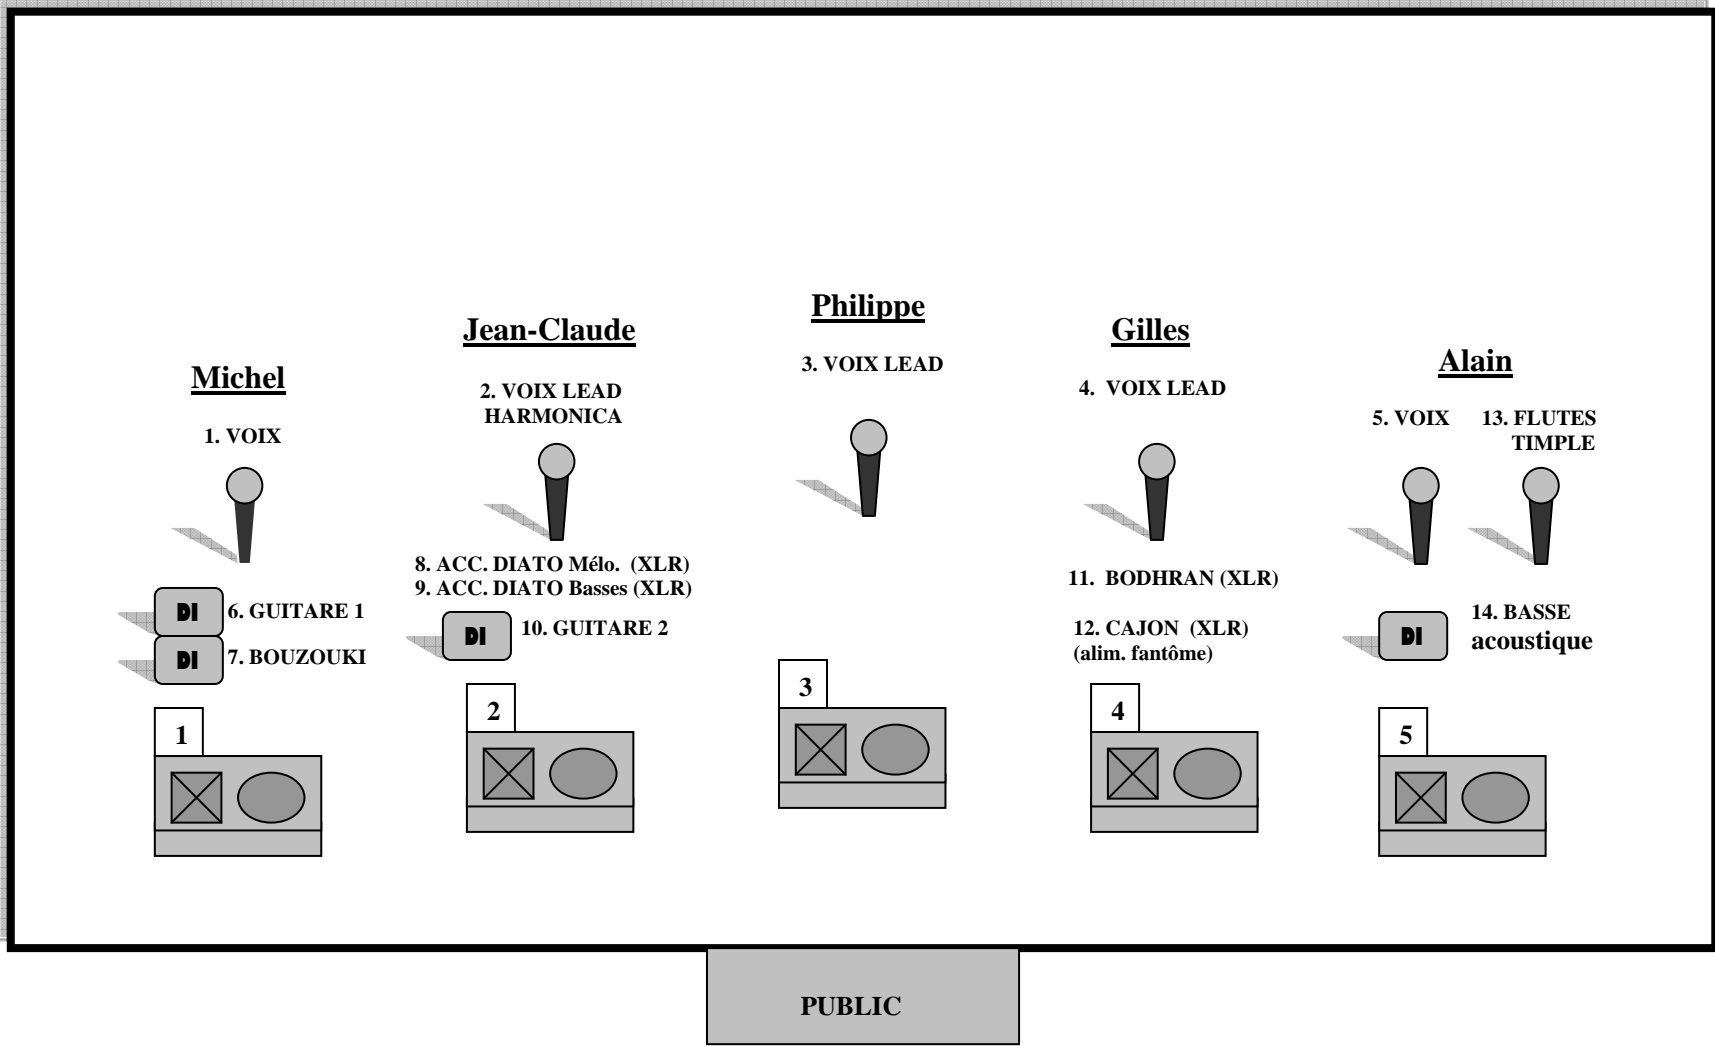 Michel
1. VOIX
DI
6. GUITARE 1
DI
7. BOUZOUKI
1
Jean-Claude
2. VOIX LEAD
HARMONICA
8. ACC. DIATO Mélo. (XLR)
9. ACC. DIATO Basses (XLR)
DI
10. GUITARE 2
2
Philippe
3. VOIX LEAD
3
Gilles
4. VOIX LEAD
11. BODHRAN (XLR)
12. CAJON (XLR)
(alim. fantôme)
4
Alain
5. VOIX
13. FLUTES
TIMPLE
DI
14. BASSE
acoustique
5
PUBLIC